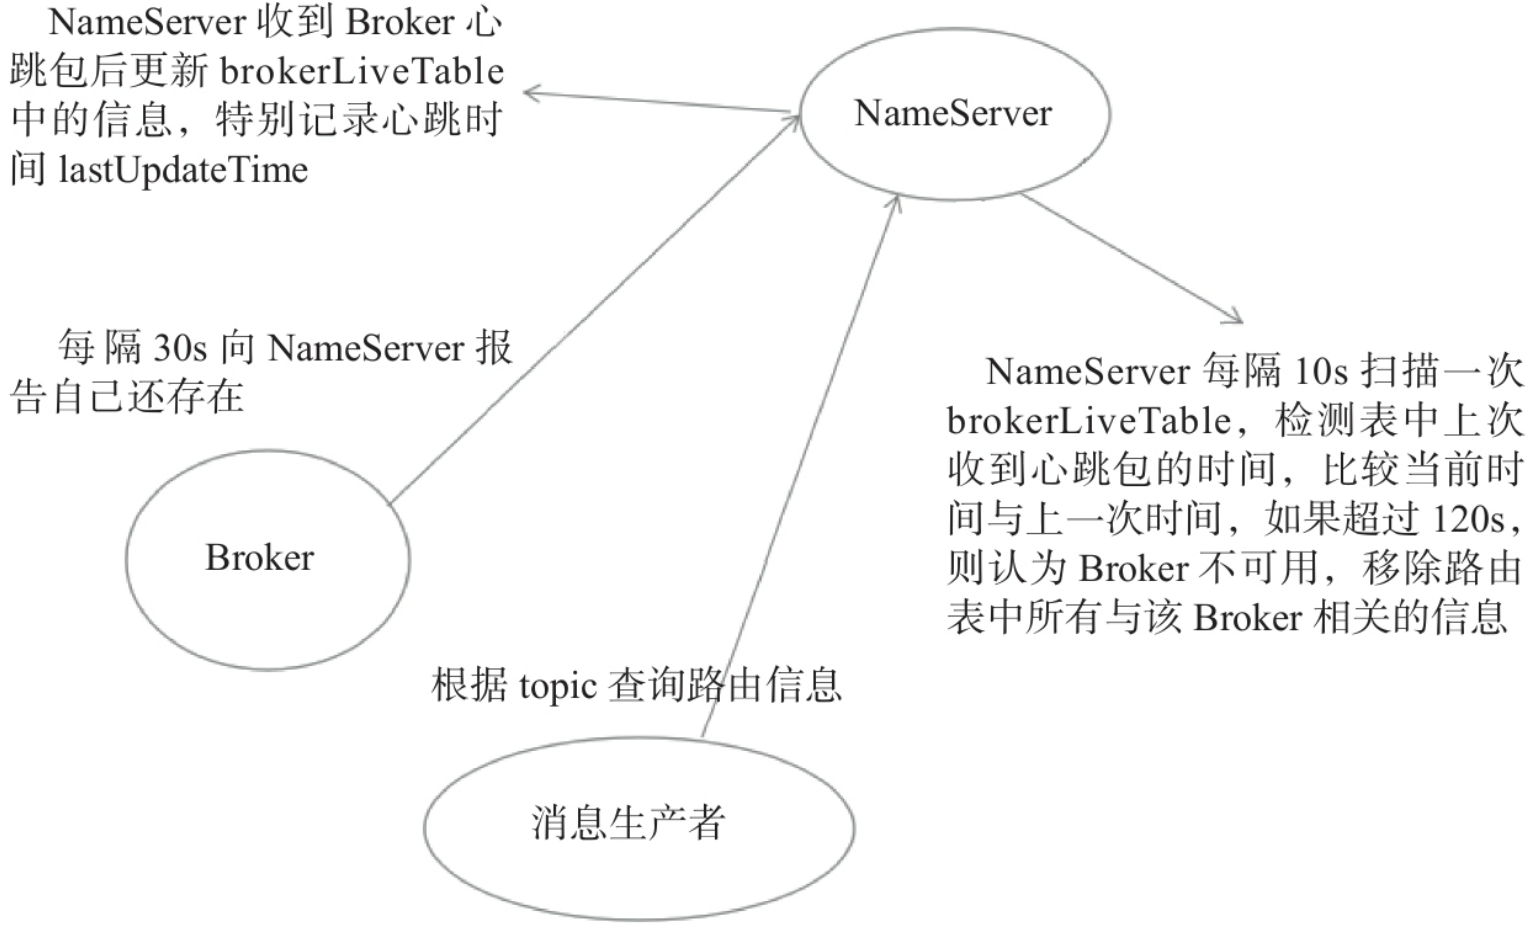 NameServer 收到 Broker 心
跳包后更新 brokerLiveTable
中的信息，特别记录心跳时
间 lastUpdateTime
NameServer
每隔 30s 向 NameServer 报
告自己还存在
Broker
NameServer 每隔 10s 扫描一次
brokerLiveTable，检测表中上次
收到心跳包的时间，比较当前时
间与上一次时间，如果超过 120s，
则认为 Broker 不可用，移除路由
表中所有与该 Broker 相关的信息
根据 topic 查询路由信息
消息生产者